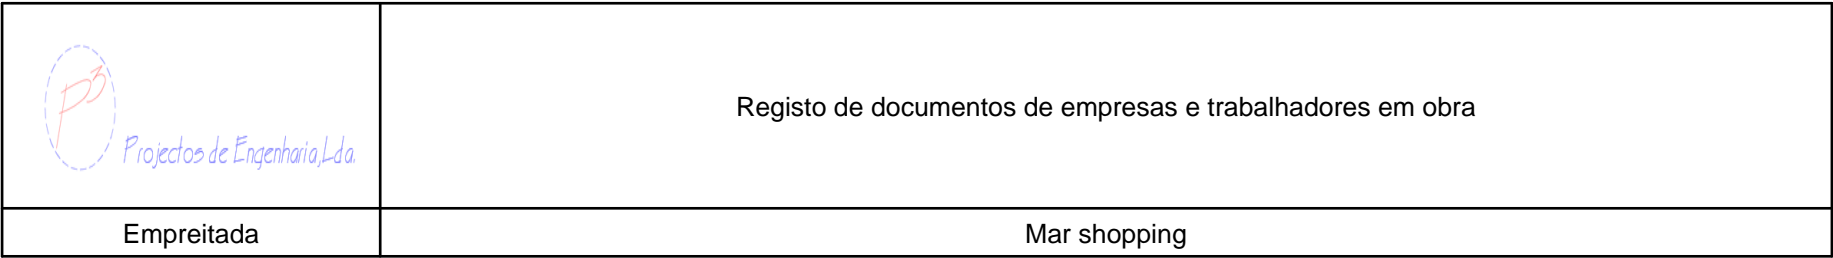 P3
Projectos de Engenharia,Lda.
Registo de documentos de empresas e trabalhadores em obra
Empreitada
Mar shopping